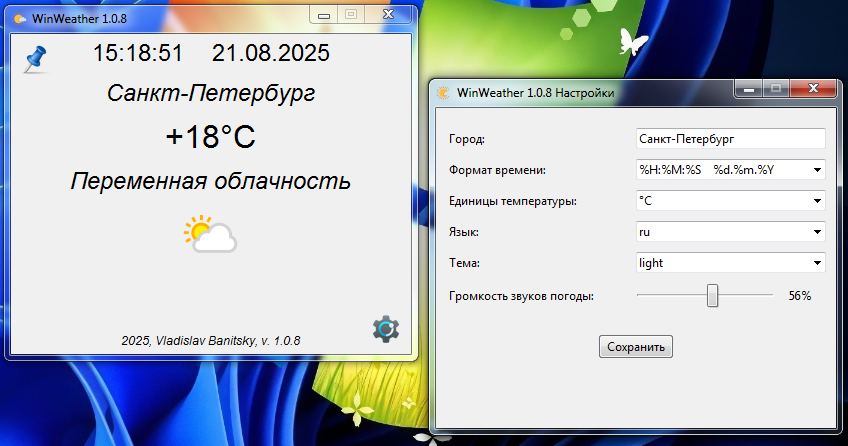 WinWeather 1.0.8
15:18:51 21.08.2025
Санкт-Петербург
+18°C
Переменная облачность
2025, Vladislav Banitsky, v. 1.0.8
WinWeather 1.0.8 Настройки
Город: Санкт-Петербург
Формат времени: %H:%M:%S %d.%m.%Y
Единицы температуры: °C
Язык: ru
Тема: light
Громкость звуков погоды: 56%
Сохранить